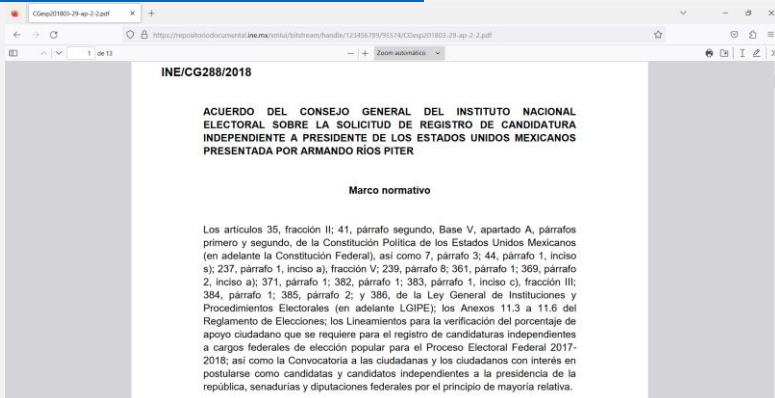 CGesp201803-29-ap-2-2.pdf
https://repositoriodocumental.ine.mx/xmlui/bitstream/handle/123456789/95574/CGesp201803-29-ap-2-2.pdf
1 de 13
Zoom automático
INE/CG288/2018
ACUERDO DEL CONSEJO GENERAL DEL INSTITUTO NACIONAL
ELECTORAL SOBRE LA SOLICITUD DE REGISTRO DE CANDIDATURA
INDEPENDIENTE A PRESIDENTE DE LOS ESTADOS UNIDOS MEXICANOS
PRESENTADA POR ARMANDO RÍOS PITER
Marco normativo
Los artículos 35, fracción II; 41, párrafo segundo, Base V, apartado A, párrafos
primero y segundo, de la Constitución Política de los Estados Unidos Mexicanos
(en adelante la Constitución Federal), así como 7, párrafo 3; 44, párrafo 1, inciso
s); 237, párrafo 1, inciso a), fracción V; 239, párrafo 8; 361, párrafo 1; 369, párrafo
2, inciso a); 371, párrafo 1; 382, párrafo 1; 383, párrafo 1, inciso c), fracción III;
384, párrafo 1; 385, párrafo 2; y 386, de la Ley General de Instituciones y
Procedimientos Electorales (en adelante LGIPE); los Anexos 11.3 a 11.6 del
Reglamento de Elecciones; los Lineamientos para la verificación del porcentaje de
apoyo ciudadano que se requiere para el registro de candidaturas independientes
a cargos federales de elección popular para el Proceso Electoral Federal 2017-
2018; así como la Convocatoria a las ciudadanas y los ciudadanos con interés en
postularse como candidatas y candidatos independientes a la presidencia de la
república, senadurías y diputaciones federales por el principio de mayoría relativa.